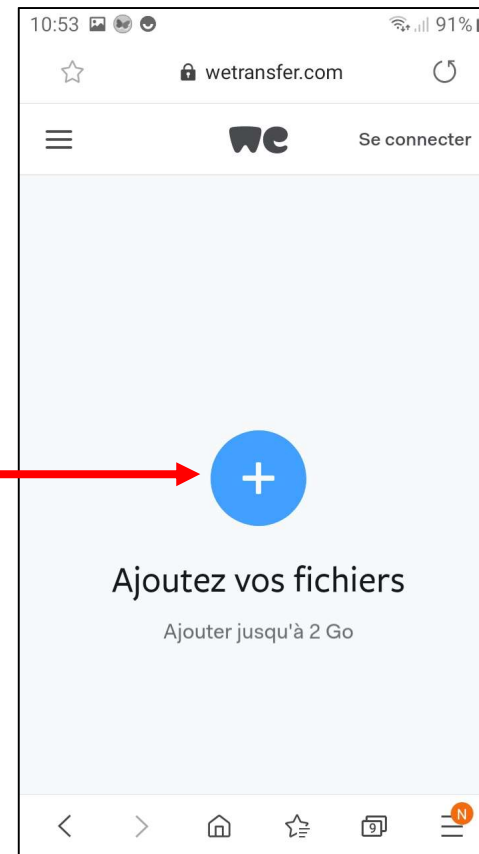 10:53 91%
wetransfer.com
we Se connecter
Ajoutez vos fichiers
Ajouter jusqu'à 2 Go
9 N